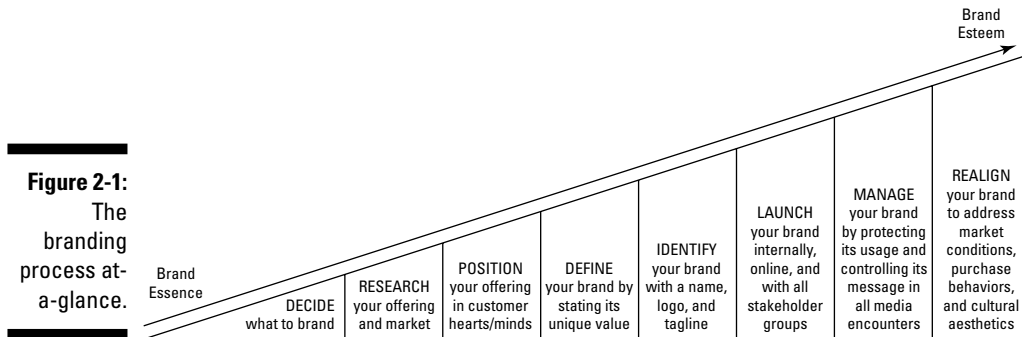 Brand
Esteem
Figure 2-1:
The
branding
process at-
a-glance.
Brand
Essence
DECIDE
what to brand
RESEARCH
your offering
and market
POSITION
your offering
in customer
hearts/minds
DEFINE
your brand by
stating its
unique value
IDENTIFY
your brand
with a name,
logo, and
tagline
LAUNCH
your brand
internally,
online, and
with all
stakeholder
groups
MANAGE
your brand
by protecting
its usage and
controlling its
message in
all media
encounters
REALIGN
your brand
to address
market
conditions,
purchase
behaviors,
and cultural
aesthetics